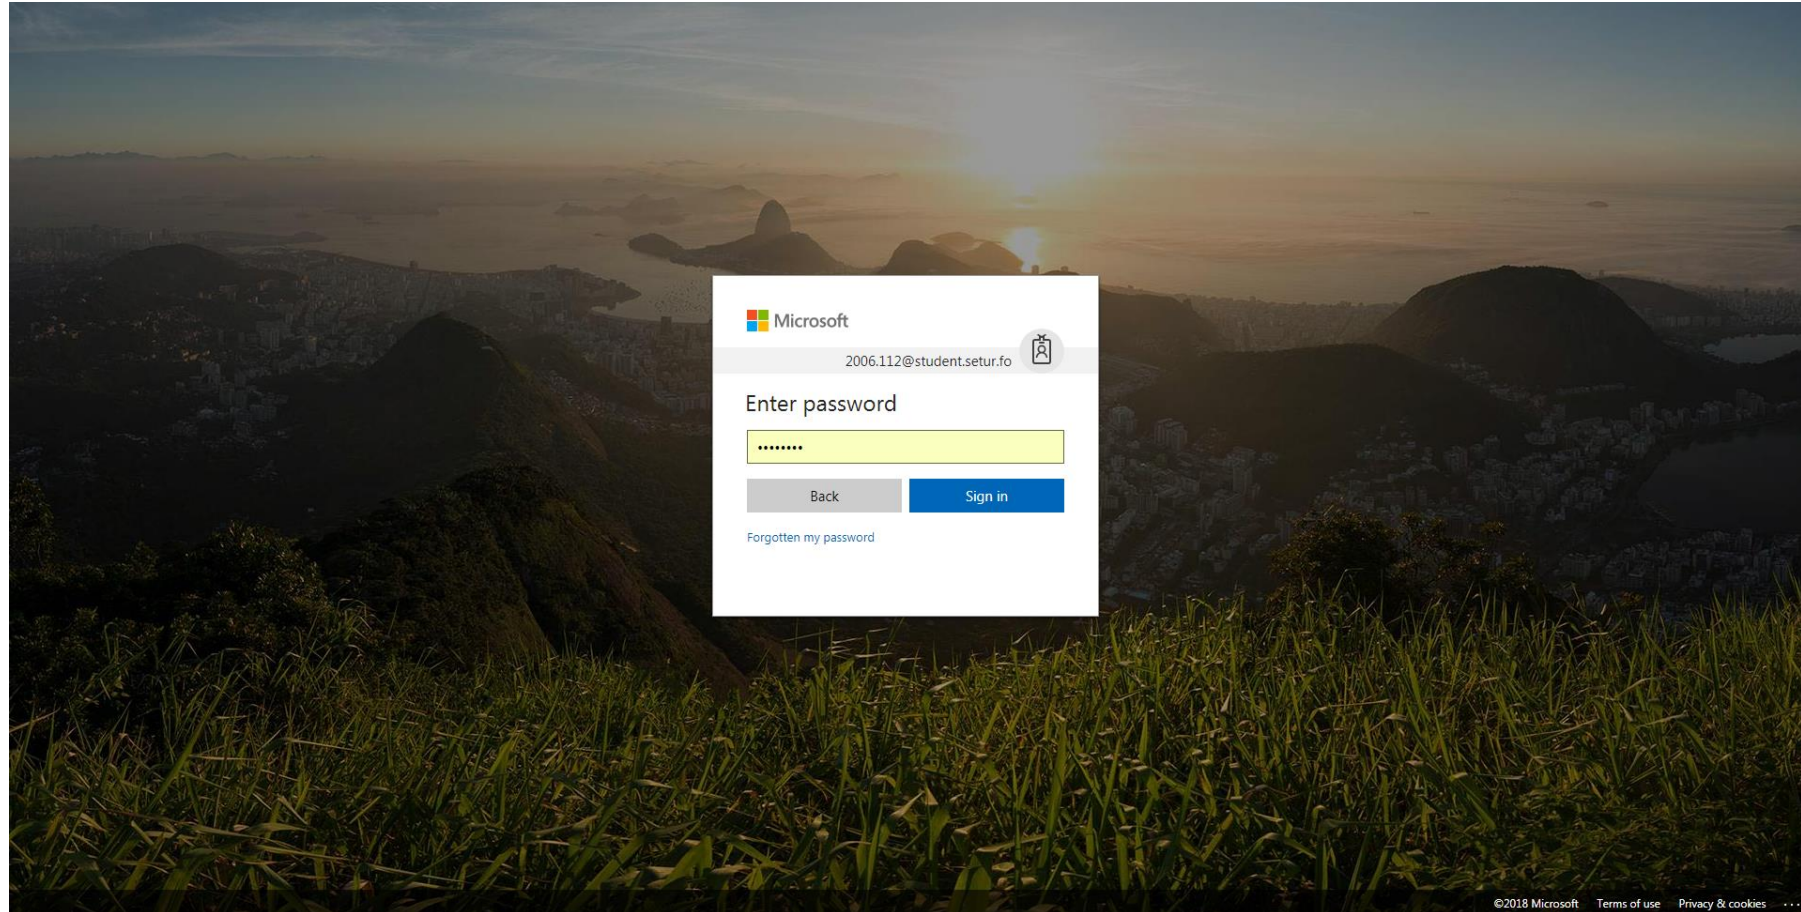 Microsoft
2006.112@student.setur.fo
Enter password
••••••••
Back Sign in
Forgotten my password
©2018 Microsoft Terms of use Privacy & cookies ...